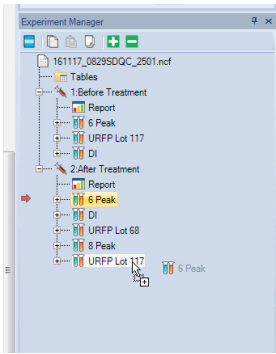 Experiment Manager
161117_0829SDQC_2501.ncf
Tables
1:Before Treatment
Report
6 Peak
URFP Lot 117
DI
2:After Treatment
Report
6 Peak
DI
URFP Lot 68
8 Peak
URFP Lot 117
6 Peak